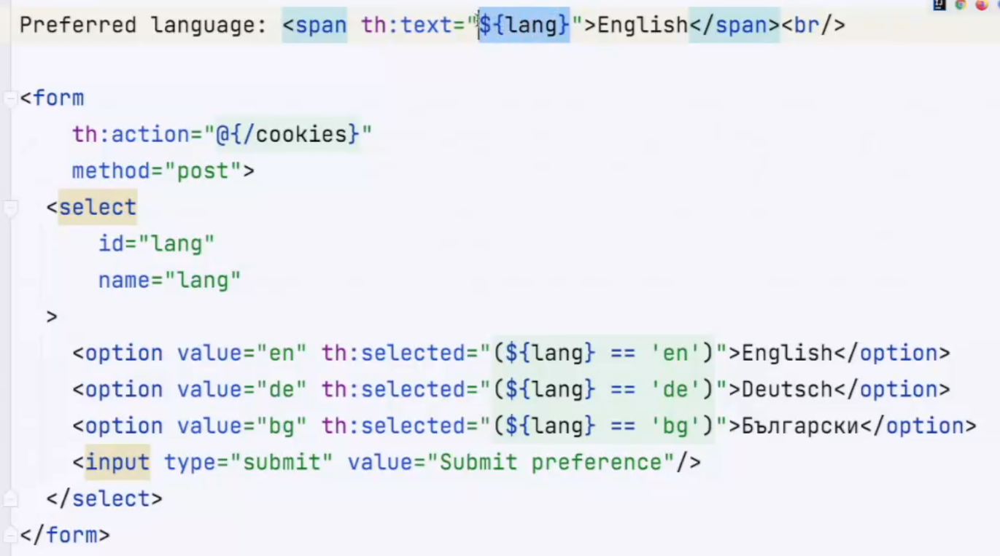 Preferred language: <span th:text="${lang}">English</span><br/>
<form
th:action="@{/cookies}"
method="post">
<select
id="lang"
name="lang"
>
<option value="en" th:selected="(${lang} == 'en')">English</option>
<option value="de" th:selected="(${lang} == 'de')">Deutsch</option>
<option value="bg" th:selected="(${lang} == 'bg')">Български</option>
<input type="submit" value="Submit preference"/>
</select>
</form>